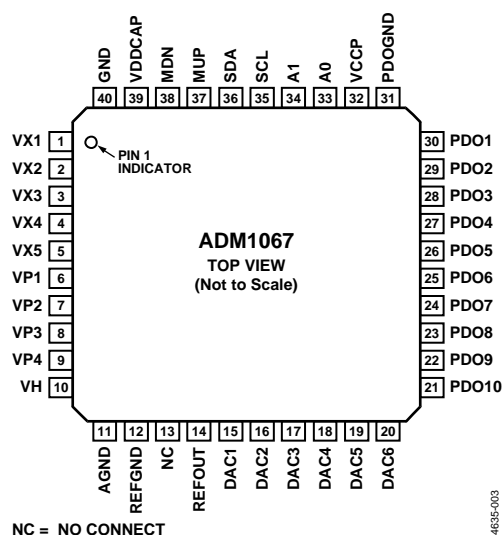 GND
VDDCAP
MDN
MUP
SDA
SCL
A1
A0
VCCP
PDOGND
40 39 38 37 36 35 34 33 32 31
VX1 1
VX2 2
VX3 3
VX4 4
VX5 5
VP1 6
VP2 7
VP3 8
VP4 9
VH 10
PIN 1
INDICATOR
ADM1067
TOP VIEW
(Not to Scale)
30 PDO1
29 PDO2
28 PDO3
27 PDO4
26 PDO5
25 PDO6
24 PDO7
23 PDO8
22 PDO9
21 PDO10
11 12 13 14 15 16 17 18 19 20
AGND
REFGND
NC
REFOUT
DAC1
DAC2
DAC3
DAC4
DAC5
DAC6
NC = NO CONNECT
4635-003